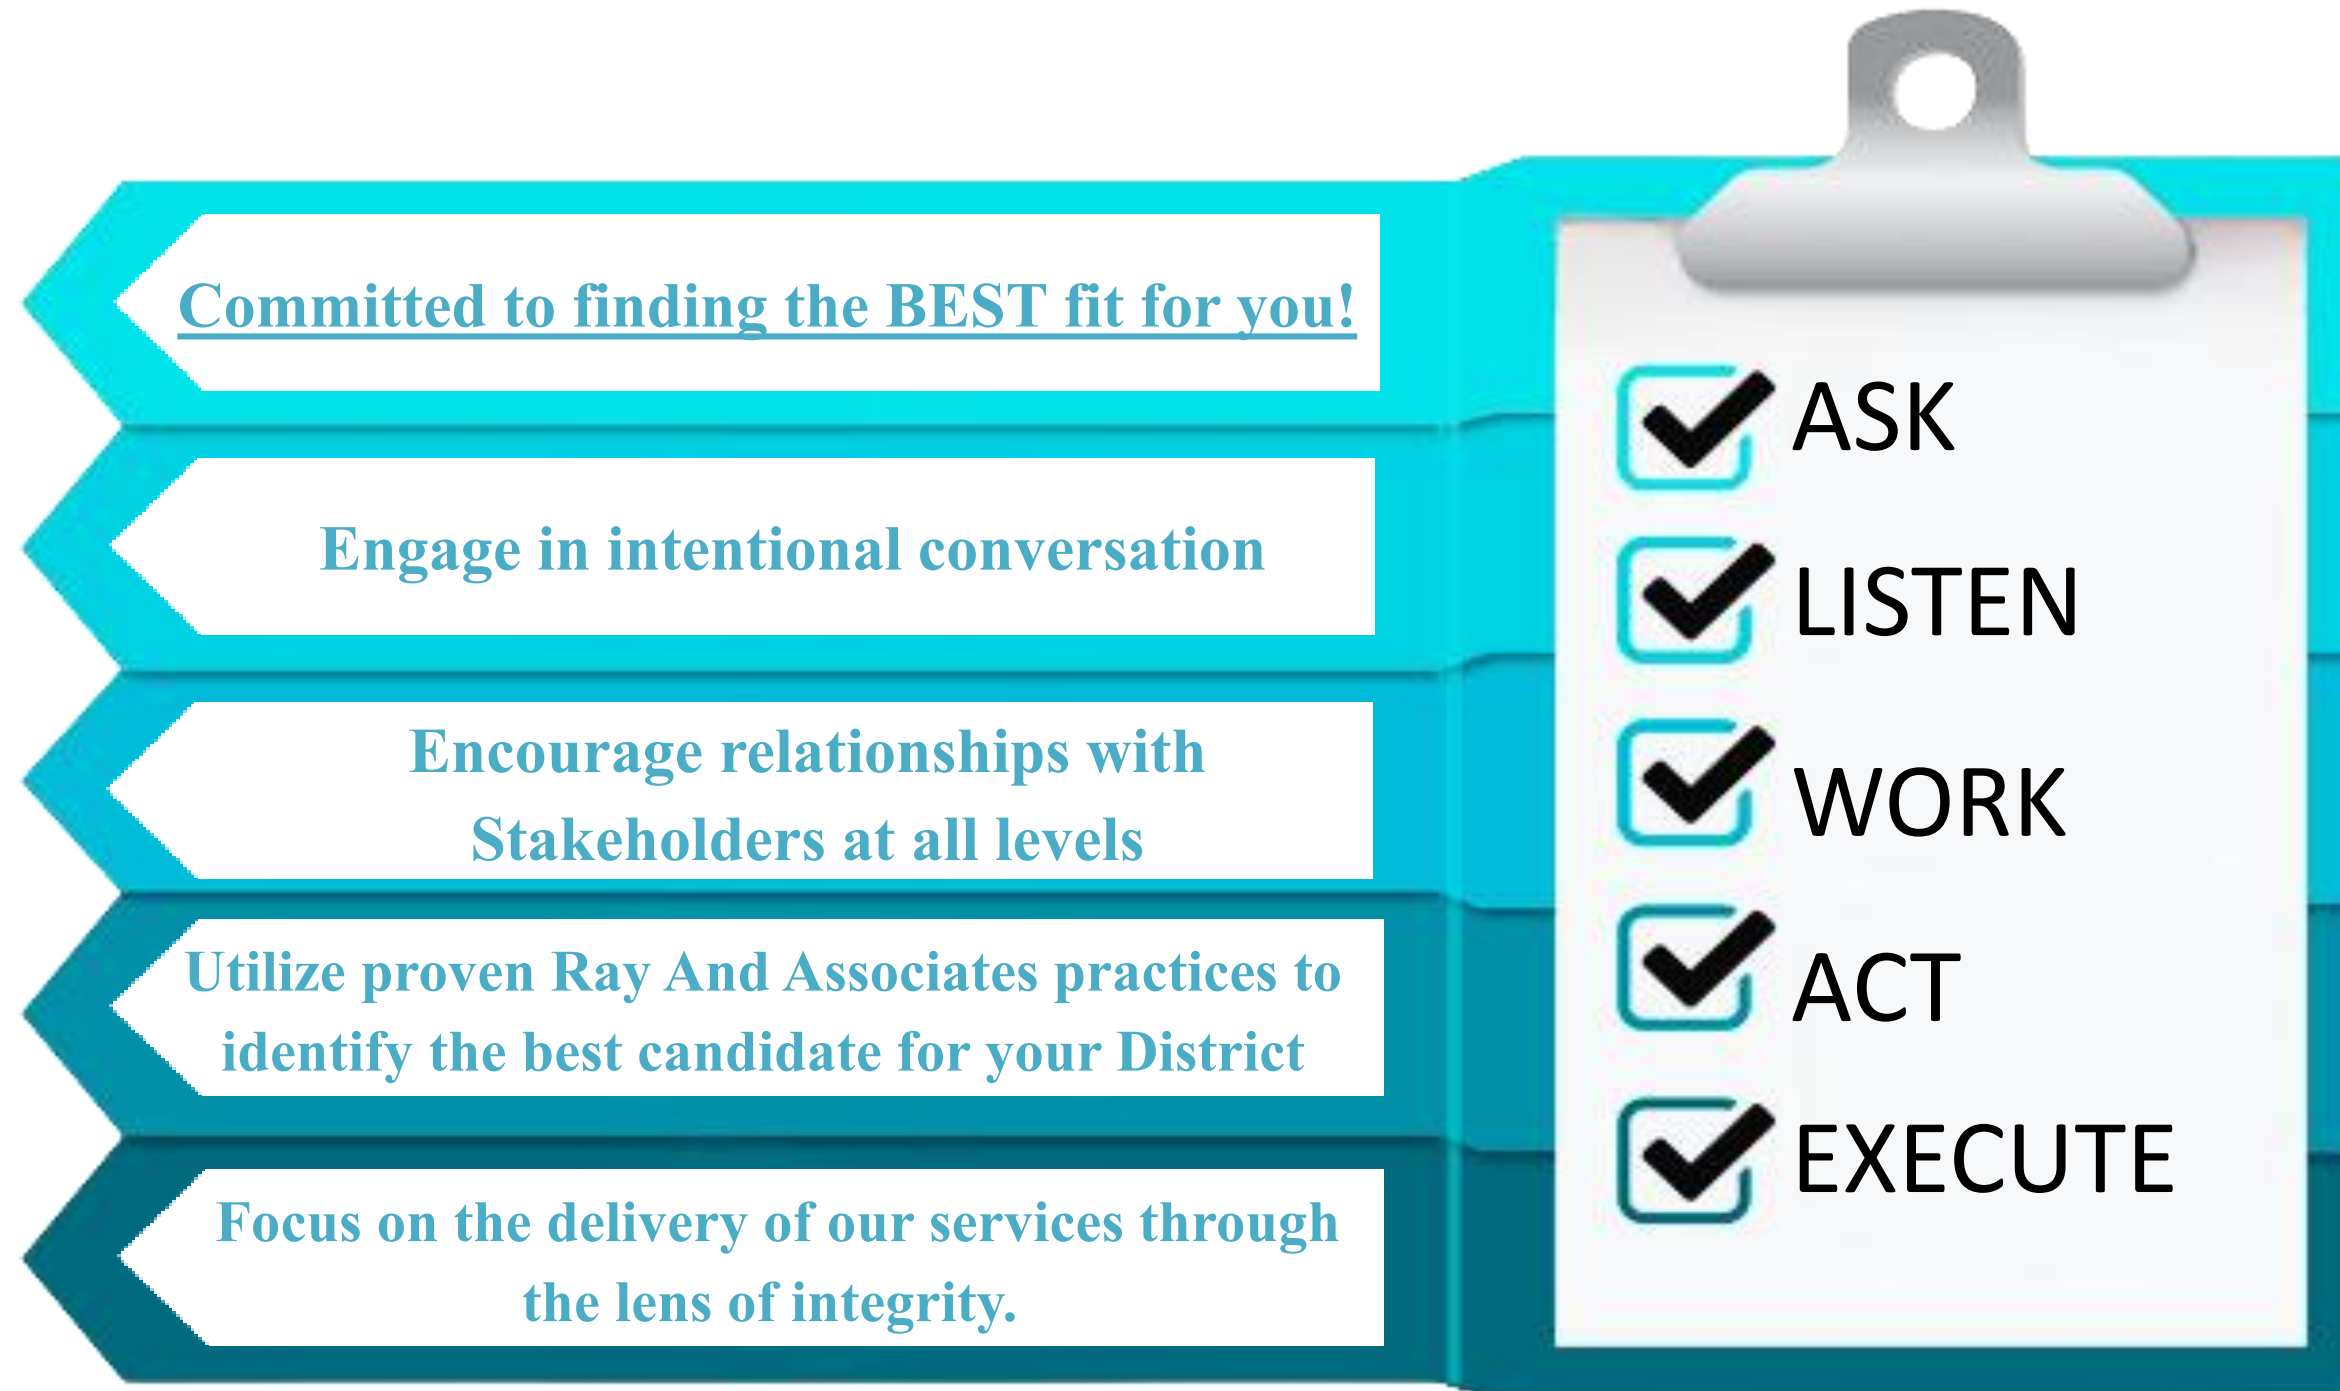 Committed to finding the BEST fit for you!
Engage in intentional conversation
Encourage relationships with
Stakeholders at all levels
Utilize proven Ray And Associates practices to
identify the best candidate for your District
Focus on the delivery of our services through
the lens of integrity.
ASK
LISTEN
WORK
ACT
EXECUTE